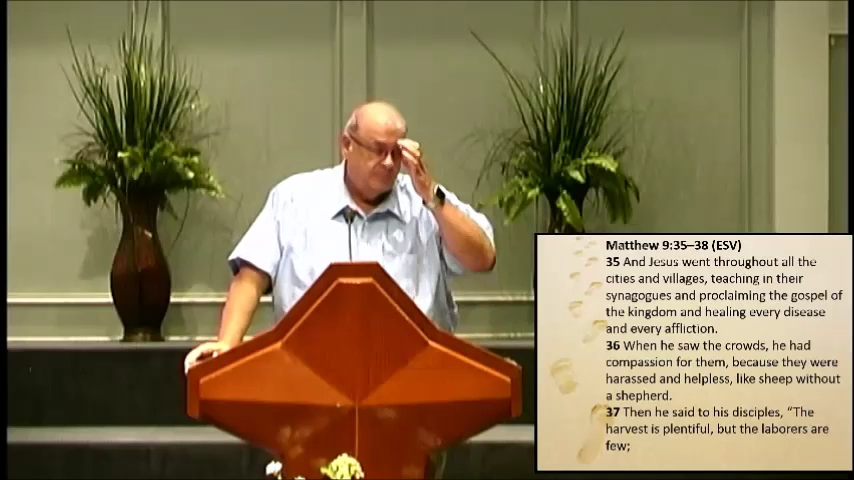 Matthew 9:35–38 (ESV)
35 And Jesus went throughout all the
cities and villages, teaching in their
synagogues and proclaiming the gospel of
the kingdom and healing every disease
and every affliction.
36 When he saw the crowds, he had
compassion for them, because they were
harassed and helpless, like sheep without
a shepherd.
37 Then he said to his disciples, “The
harvest is plentiful, but the laborers are
few;